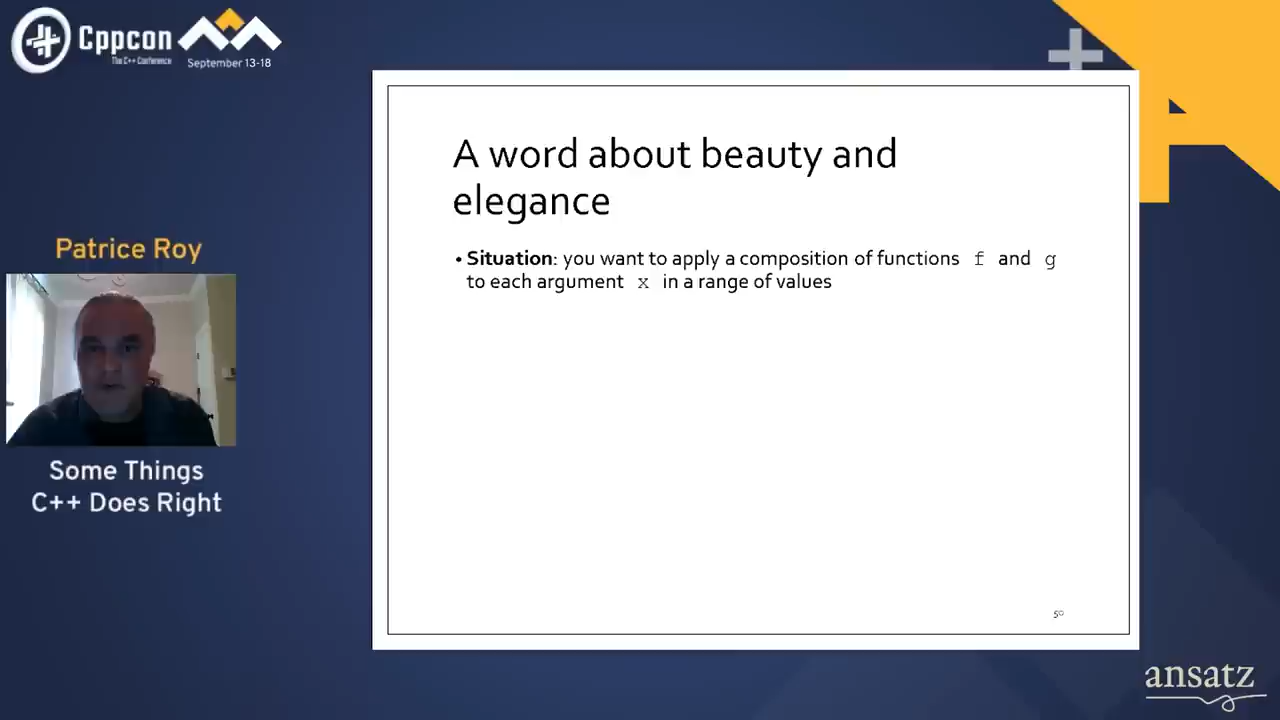 Cppcon
The C++ Conference
September 13-18
A word about beauty and
elegance
• Situation: you want to apply a composition of functions f and g
to each argument x in a range of values
50
Patrice Roy
Some Things
C++ Does Right
ansatz